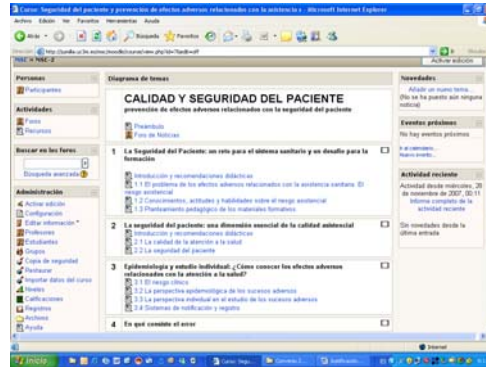 Curso: Seguridad del paciente y prevención de efectos adversos relacionados con la asistencia s - Microsoft Internet Explorer
Archivo Edición Ver Favoritos Herramientas Ayuda
Atrás Búsqueda Favoritos
Activar edición
Personas
Participantes
Actividades
Foros
Recursos
Buscar en los foros
Búsqueda avanzada
Administración
Activar edición
Configuración
Editar información
Profesores
Estudiantes
Grupos
Copia de seguridad
Restaurar
Importar datos del curso
Niveles
Calificaciones
Registros
Archivos
Ayuda
Diagrama de temas
CALIDAD Y SEGURIDAD DEL PACIENTE
prevención de efectos adversos relacionados con la seguridad del paciente
Preámbulo
Foro de Noticias
1 La Seguridad del Paciente: un reto para el sistema sanitario y un desafío para la
formación
Introducción y recomendaciones didácticas
1.1 El problema de los efectos adversos relacionados con la asistencia sanitaria. El
riesgo asistencial
1.2 Conocimientos, actitudes y habilidades sobre el riesgo asistencial
1.3 Planteamiento pedagógico de los materiales formativos
2 La seguridad del paciente: una dimensión esencial de la calidad asistencial
Introducción y recomendaciones didácticas
2.1 La calidad de la atención a la salud
2.2 La seguridad del paciente
3 Epidemiología y estudio individual: ¿Cómo conocer los efectos adversos
relacionados con la atención a la salud?
3.1 El riesgo clínico
3.2 La perspectiva epidemiológica de los sucesos adversos
3.3 La perspectiva individual en el estudio de los sucesos adversos
3.4 Sistemas de notificación y registro
4 En qué consiste el error
Novedades
Añadir un nuevo tema...
(No se ha puesto aún ninguna
noticia)
Eventos próximos
No hay eventos próximos
Ir al calendario...
Nuevo evento...
Actividad reciente
Actividad desde miércoles, 28
de noviembre de 2007, 00:11
Informe completo de la
actividad reciente
Sin novedades desde la
última entrada
Internet
Inicio